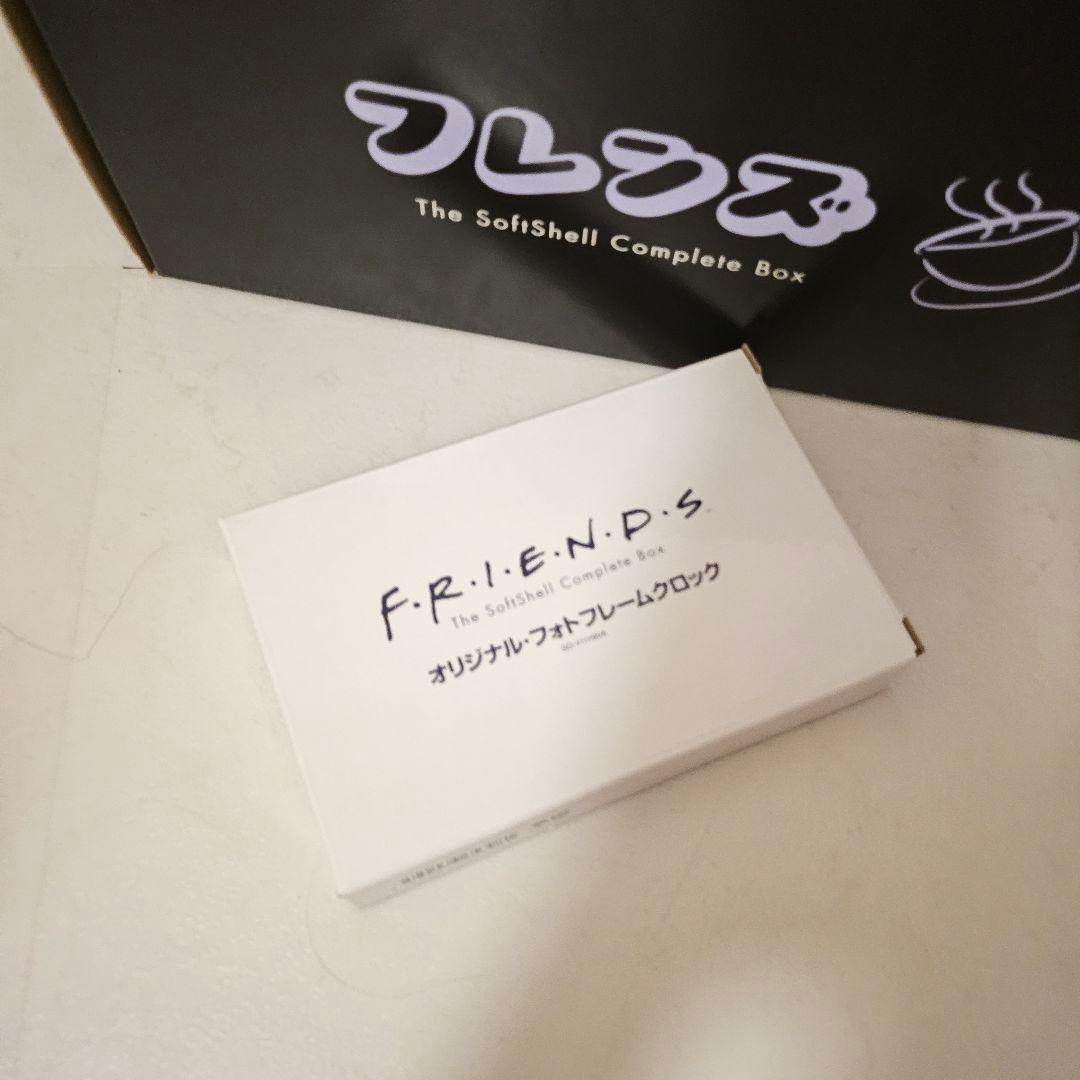 フレンズ
The SoftShell Complete Box
F·R·I·E·N·D·S
The SoftShell Complete Box
オリジナル・フォトフレームクロック